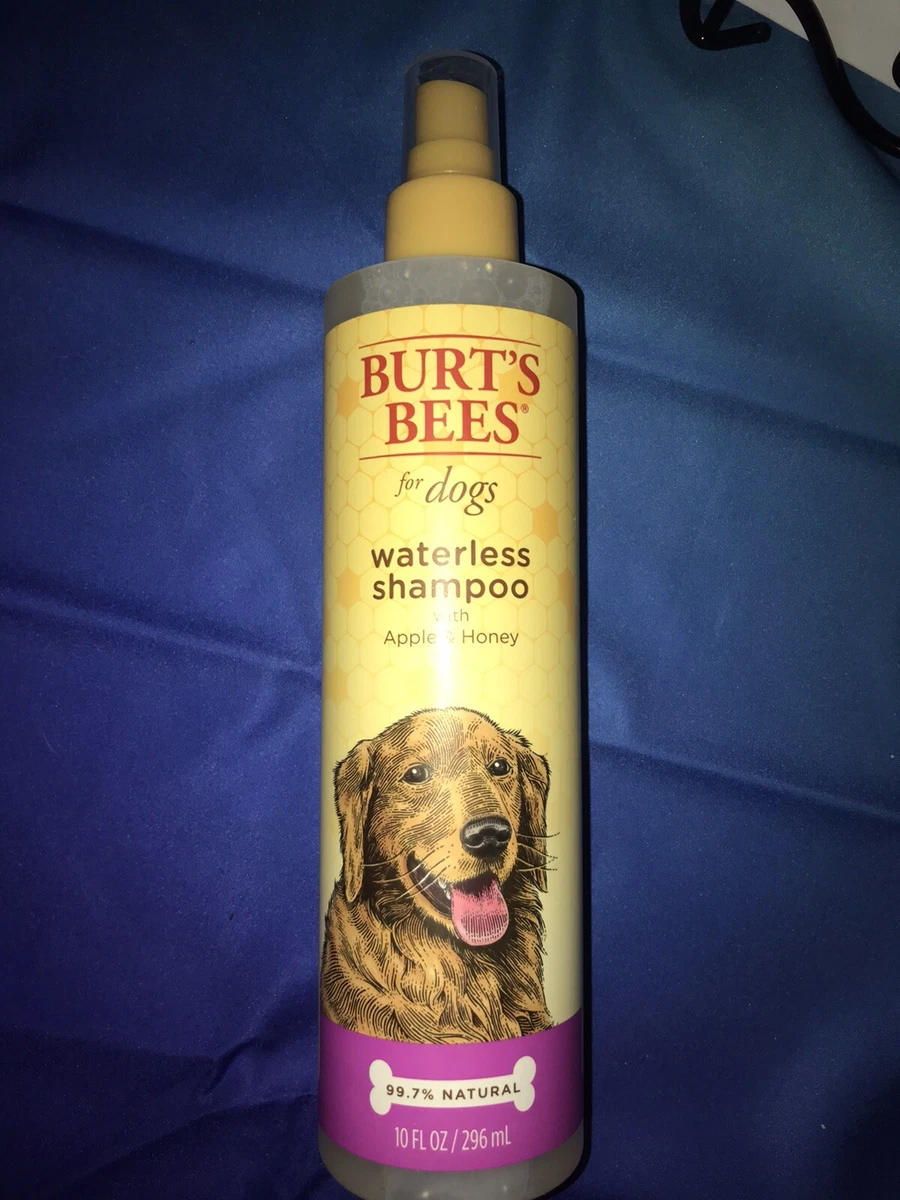 BURT'S
BEES®
for dogs
waterless
shampoo
with
Apple & Honey
99.7% NATURAL
10 FL OZ / 296 mL